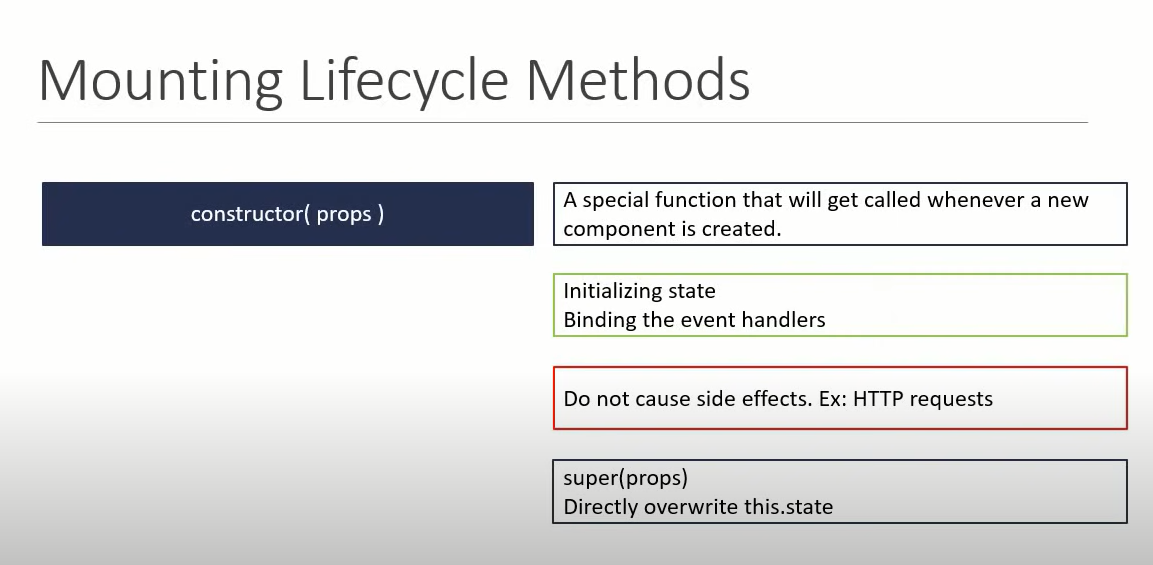 Mounting Lifecycle Methods
constructor( props )
A special function that will get called whenever a new
component is created.
Initializing state
Binding the event handlers
Do not cause side effects. Ex: HTTP requests
super(props)
Directly overwrite this.state